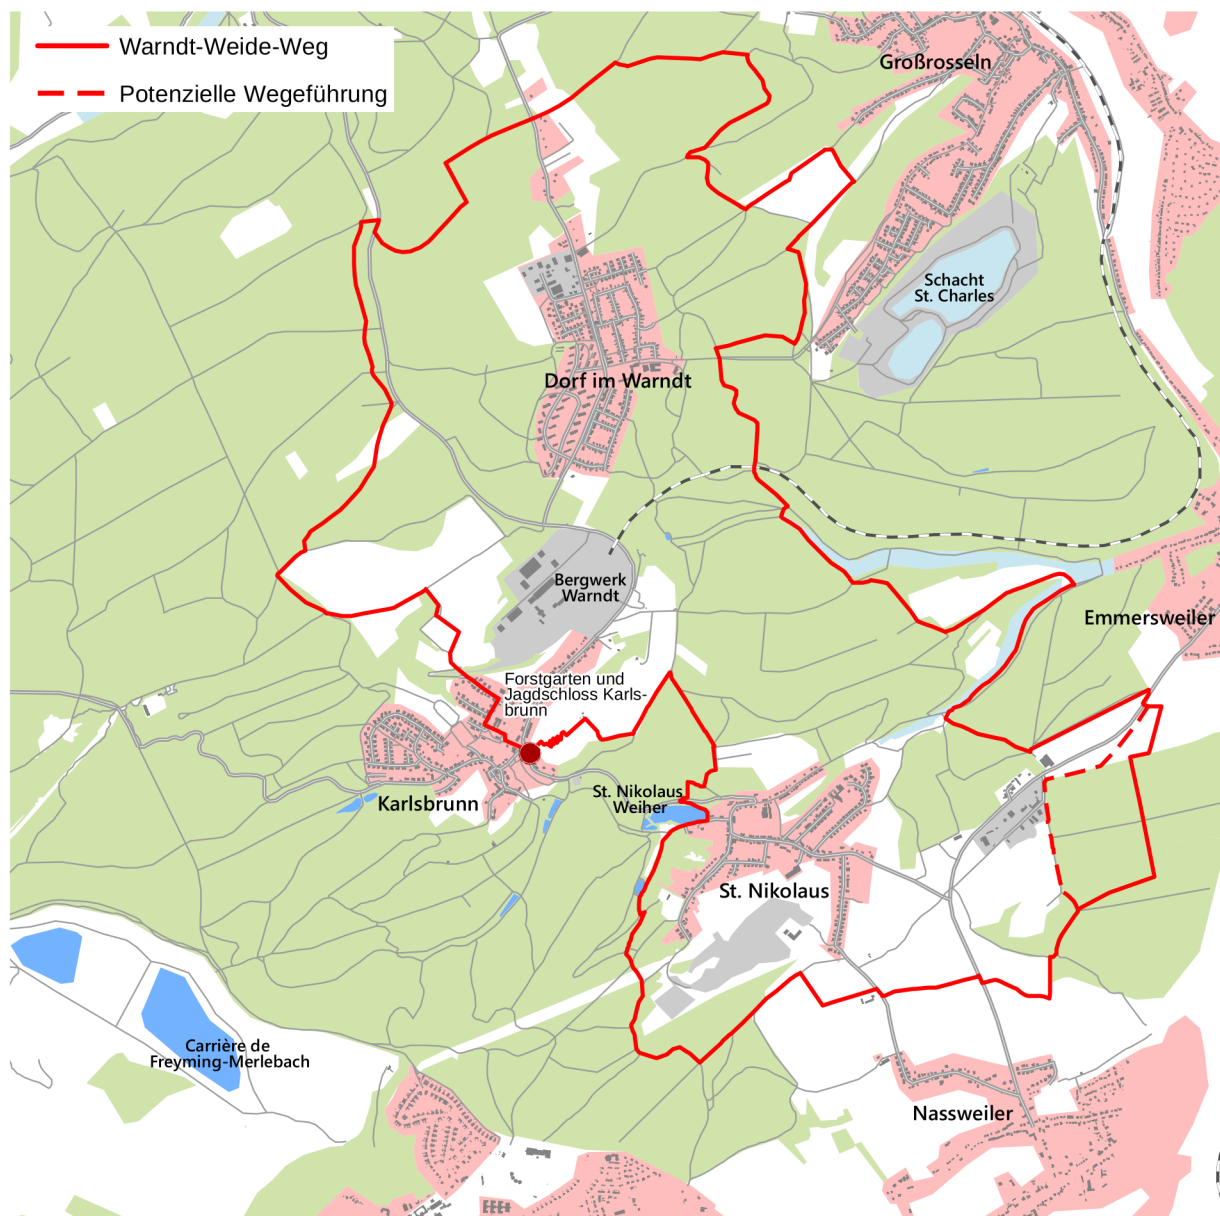 Warndt-Weide-Weg
Potenzielle Wegeführung
Großrosseln
Schacht
St. Charles
Dorf im Warndt
Bergwerk
Warndt
Emmersweiler
Forstgarten und
Jagdschloss Karls-
brunn
St. Nikolaus
Weiher
Karlsbrunn
St. Nikolaus
Carrière de
Freyming-Merlebach
Nassweiler